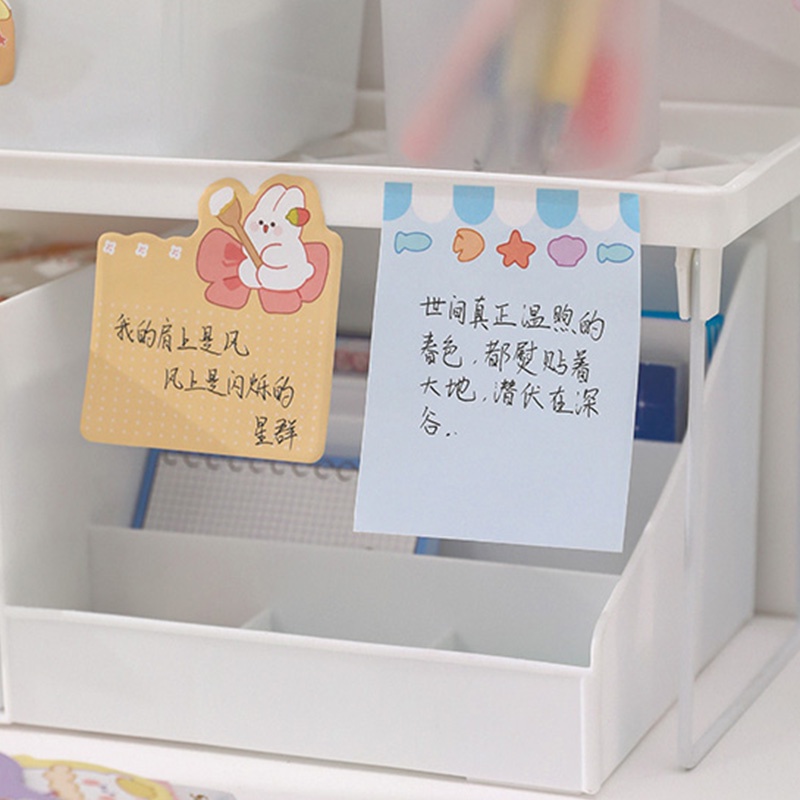 我的肩上是风
风上是闪烁的
星群
世间真正温煦的
春色,都熨贴着
大地,潜伏在深
谷..